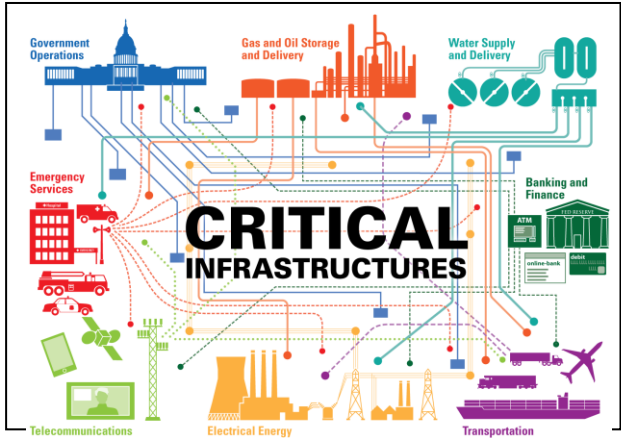 Government
Operations
Gas and Oil Storage
and Delivery
Water Supply
and Delivery
Emergency
Services
Hospital
Banking and
Finance
ATM
FED RESERVE
online-bank
debit
CRITICAL
INFRASTRUCTURES
Telecommunications
Electrical Energy
Transportation